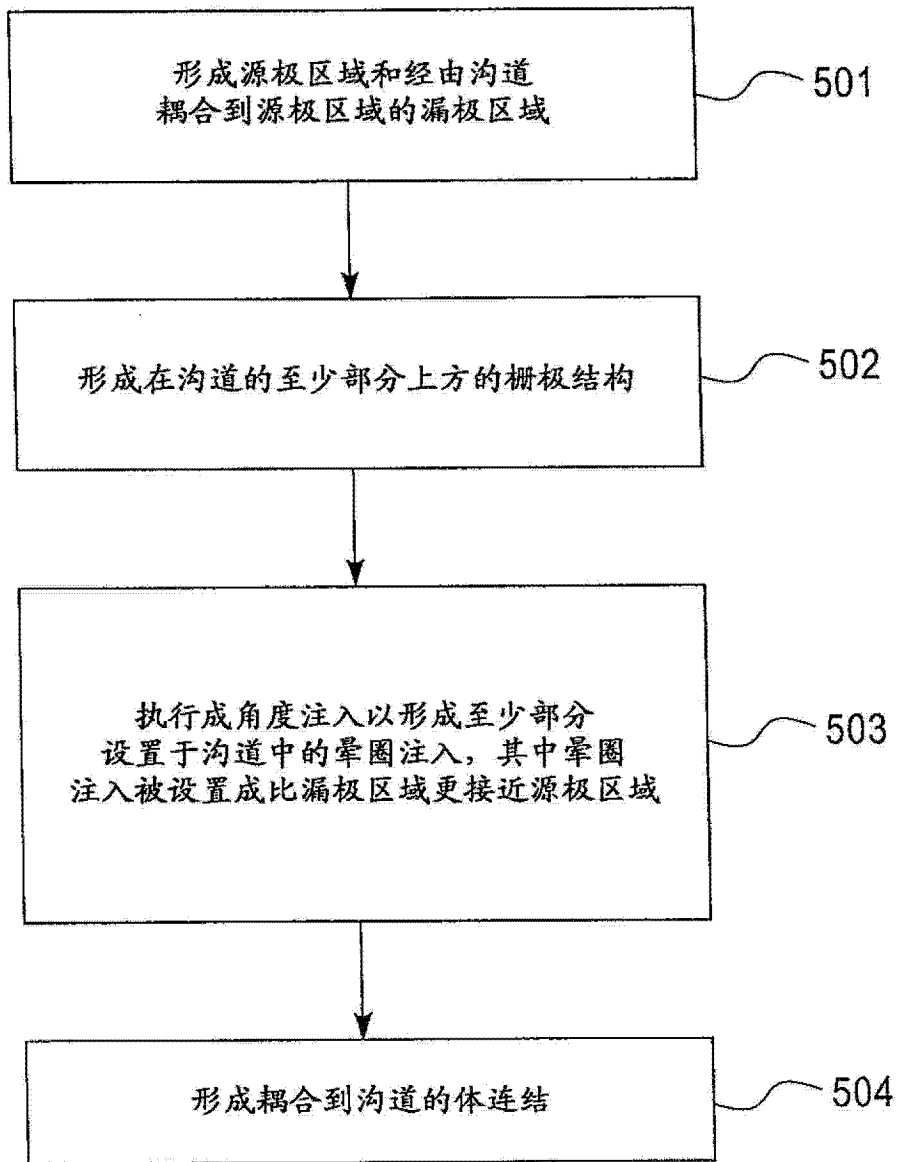 形成源极区域和经由沟道
耦合到源极区域的漏极区域
501
形成在沟道的至少部分上方的栅极结构
502
执行成角度注入以形成至少部分
设置于沟道中的晕圈注入，其中晕圈
注入被设置成比漏极区域更接近源极区域
503
形成耦合到沟道的体连结
504